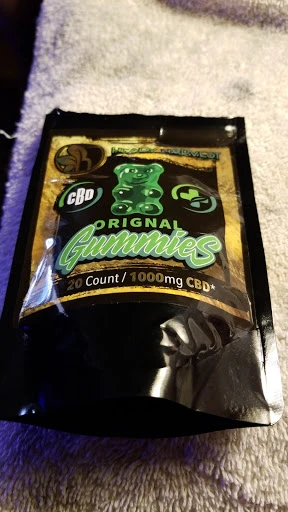 CBD
ORIGNAL
Gummies
20 Count / 1000mg CBD*